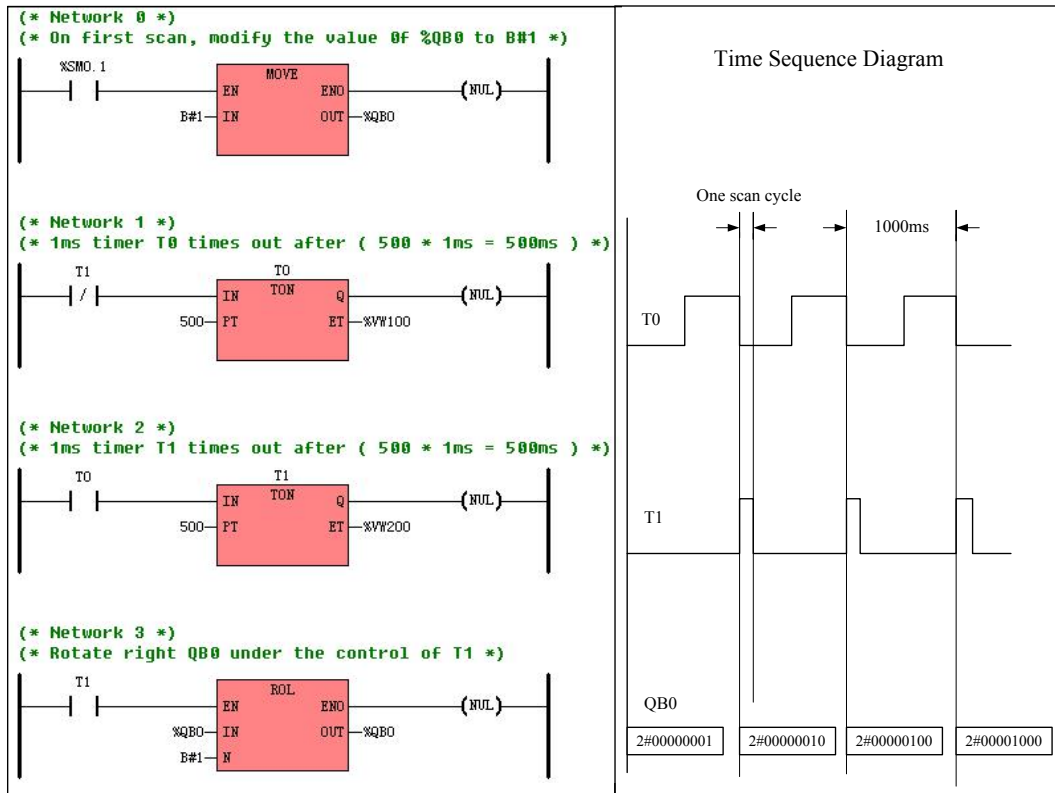 (* Network 0 *)
(* On first scan, modify the value 0f %QB0 to B#1 *)
%SM0.1
MOVE
EN
ENO
(NUL)
B#1
IN
OUT
%QB0
(* Network 1 *)
(* 1ms timer T0 times out after ( 500 * 1ms = 500ms ) *)
T1
/
T0
IN
TON
Q
(NUL)
500
PT
ET
%VW100
(* Network 2 *)
(* 1ms timer T1 times out after ( 500 * 1ms = 500ms ) *)
T0
T1
IN
TON
Q
(NUL)
500
PT
ET
%VW200
(* Network 3 *)
(* Rotate right QB0 under the control of T1 *)
T1
ROL
EN
ENO
(NUL)
%QB0
IN
OUT
%QB0
B#1
N
Time Sequence Diagram
One scan cycle
1000ms
T0
T1
QB0
2#00000001
2#00000010
2#00000100
2#00001000